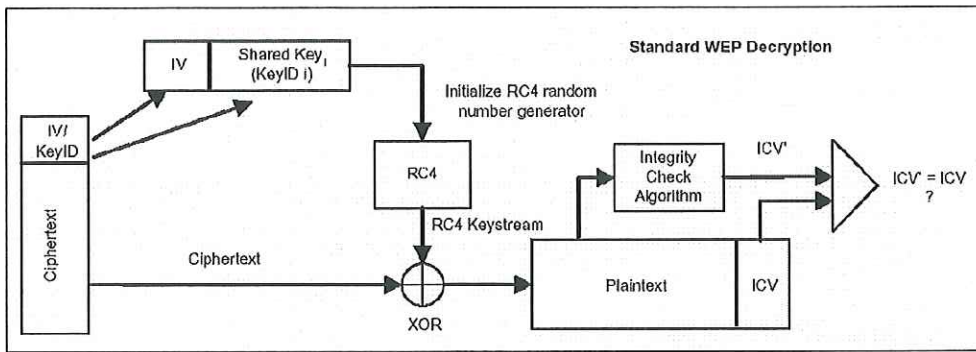 Standard WEP Decryption
IV
Shared Keyi
(KeyID i)
Initialize RC4 random
number generator
IV/
KeyID
Ciphertext
RC4
RC4 Keystream
Ciphertext
XOR
Integrity
Check
Algorithm
ICV'
ICV' = ICV
?
Plaintext
ICV